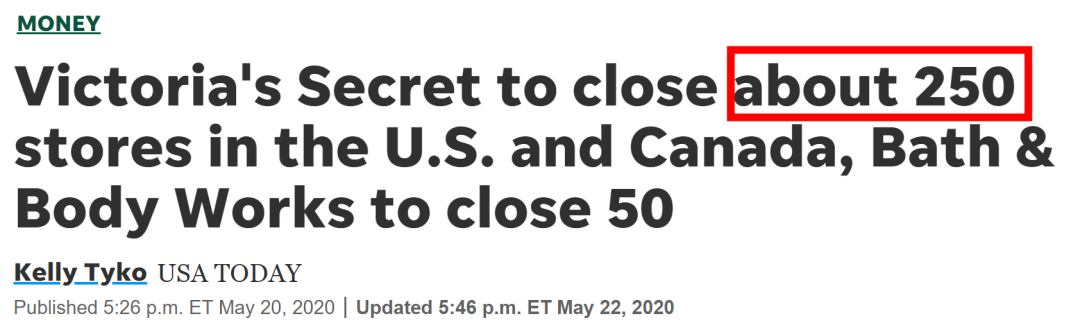 MONEY
Victoria's Secret to close about 250
stores in the U.S. and Canada, Bath &
Body Works to close 50
Kelly Tyko USA TODAY
Published 5:26 p.m. ET May 20, 2020 | Updated 5:46 p.m. ET May 22, 2020